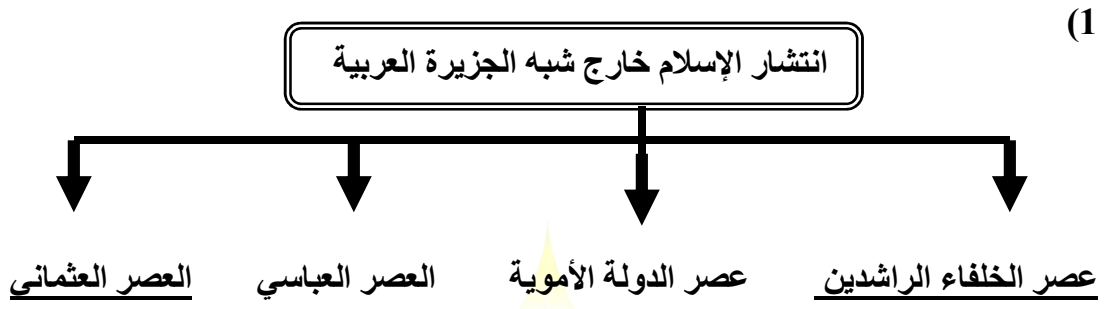 (1
انتشار الإسلام خارج شبه الجزيرة العربية
عصر الخلفاء الراشدين عصر الدولة الأموية العصر العباسي العصر العثماني